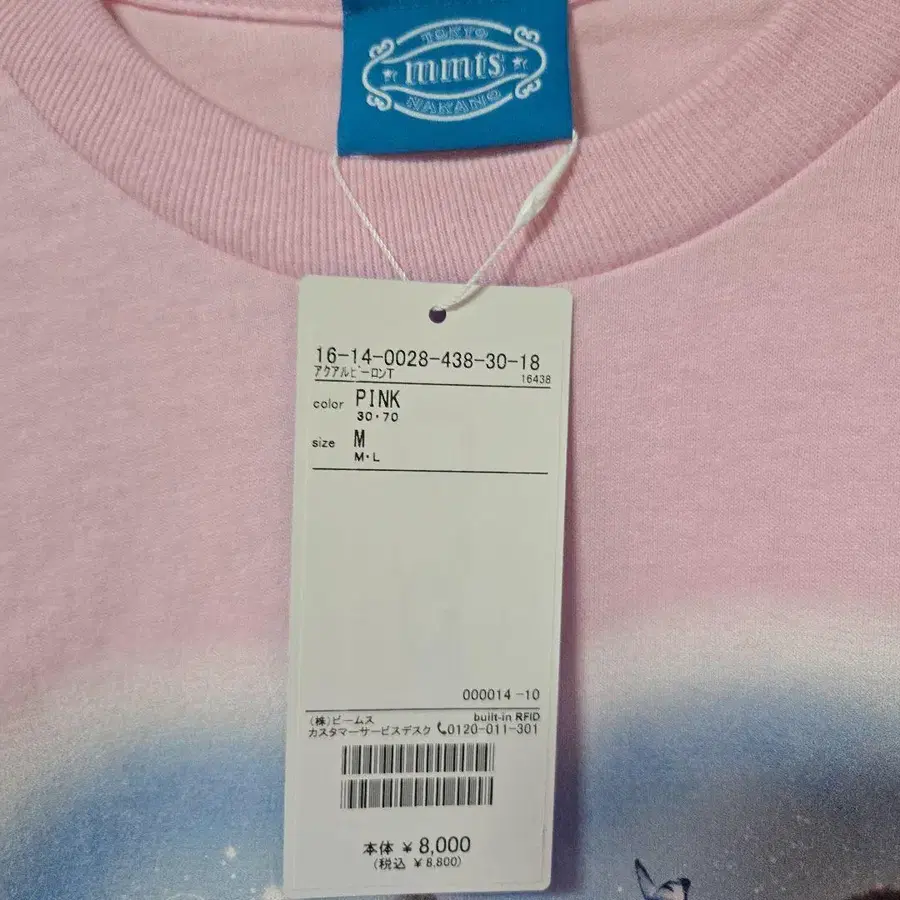 TOKYO
mmts
NAKANO
16-14-0028-438-30-18
アクアルビーロンT
16438
color PINK
30・70
size M
M・L
000014 -10
(株)ビームス
built-in RFID
カスタマーサービスデスク 0120-011-301
本体 ¥ 8,000
(税込 ¥ 8,800)